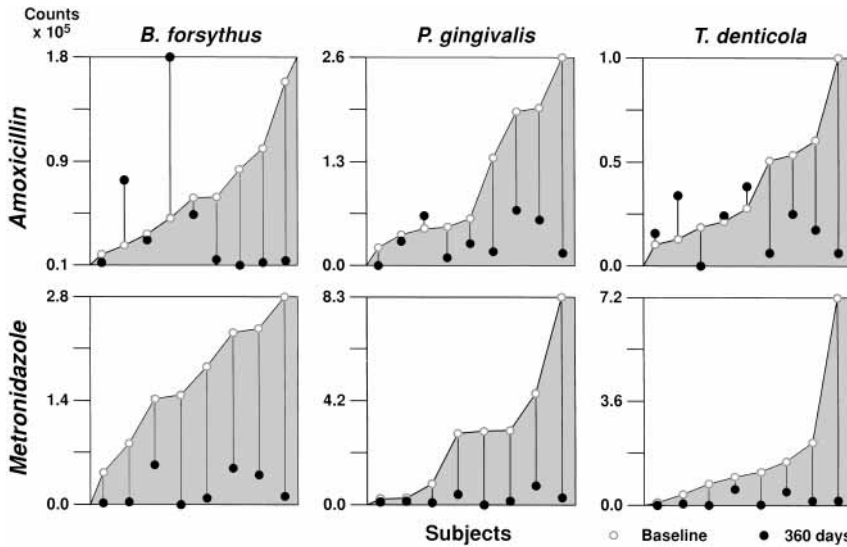 Counts
x 10⁵
B. forsythus
P. gingivalis
T. denticola
Amoxicillin
1.8
0.9
0.1
2.6
1.3
0.0
1.0
0.5
0.0
Metronidazole
2.8
1.4
0.0
8.3
4.2
0.0
7.2
3.6
0.0
Subjects
Baseline
360 days